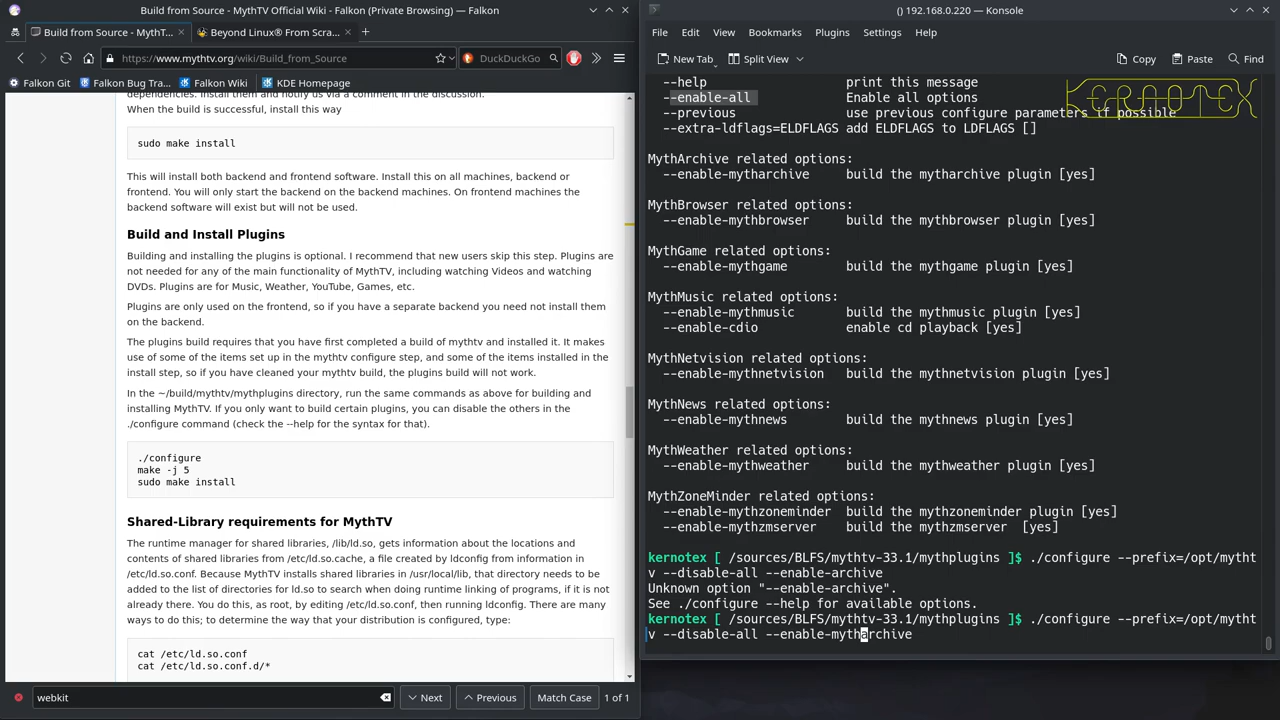 Build from Source - MythTV Official Wiki - Falkon (Private Browsing) — Falkon
Build from Source - MythT...
Beyond Linux® From Scra...
https://www.mythtv.org/wiki/Build_from_Source
DuckDuckGo
Falkon Git
Falkon Bug Tra...
Falkon Wiki
KDE Homepage
dependencies. Install them and notify us via a comment in the discussion.
When the build is successful, install this way
sudo make install
This will install both backend and frontend software. Install this on all machines, backend or
frontend. You will only start the backend on the backend machines. On frontend machines the
backend software will exist but will not be used.
Build and Install Plugins
Building and installing the plugins is optional. I recommend that new users skip this step. Plugins are
not needed for any of the main functionality of MythTV, including watching Videos and watching
DVDs. Plugins are for Music, Weather, YouTube, Games, etc.
Plugins are only used on the frontend, so if you have a separate backend you need not install them
on the backend.
The plugins build requires that you have first completed a build of mythtv and installed it. It makes
use of some of the items set up in the mythtv configure step, and some of the items installed in the
install step, so if you have cleaned your mythtv build, the plugins build will not work.
In the ~/build/mythtv/mythplugins directory, run the same commands as above for building and
installing MythTV. If you only want to build certain plugins, you can disable the others in the
./configure command (check the --help for the syntax for that).
./configure
make -j 5
sudo make install
Shared-Library requirements for MythTV
The runtime manager for shared libraries, /lib/ld.so, gets information about the locations and
contents of shared libraries from /etc/ld.so.cache, a file created by ldconfig from information in
/etc/ld.so.conf. Because MythTV installs shared libraries in /usr/local/lib, that directory needs to be
added to the list of directories for ld.so to search when doing runtime linking of programs, if it is not
already there. You do this, as root, by editing /etc/ld.so.conf, then running ldconfig. There are many
ways to do this; to determine the way that your distribution is configured, type:
cat /etc/ld.so.conf
cat /etc/ld.so.conf.d/*
webkit
Next
Previous
Match Case
1 of 1
() 192.168.0.220 — Konsole
File Edit View Bookmarks Plugins Settings Help
New Tab
Split View
Copy
Paste
Find
KERNOTEX
--help print this message
--enable-all Enable all options
--previous use previous configure parameters if possible
--extra-ldflags=ELDFLAGS add ELDFLAGS to LDFLAGS []
MythArchive related options:
--enable-mytharchive build the mytharchive plugin [yes]
MythBrowser related options:
--enable-mythbrowser build the mythbrowser plugin [yes]
MythGame related options:
--enable-mythgame build the mythgame plugin [yes]
MythMusic related options:
--enable-mythmusic build the mythmusic plugin [yes]
--enable-cdio enable cd playback [yes]
MythNetvision related options:
--enable-mythnetvision build the mythnetvision plugin [yes]
MythNews related options:
--enable-mythnews build the mythnews plugin [yes]
MythWeather related options:
--enable-mythweather build the mythweather plugin [yes]
MythZoneMinder related options:
--enable-mythzoneminder build the mythzoneminder plugin [yes]
--enable-mythzmserver build the mythzmserver [yes]
kernotex [ /sources/BLFS/mythtv-33.1/mythplugins ]$ ./configure --prefix=/opt/mytht
v --disable-all --enable-archive
Unknown option "--enable-archive".
See ./configure --help for available options.
kernotex [ /sources/BLFS/mythtv-33.1/mythplugins ]$ ./configure --prefix=/opt/mytht
v --disable-all --enable-mytharchive